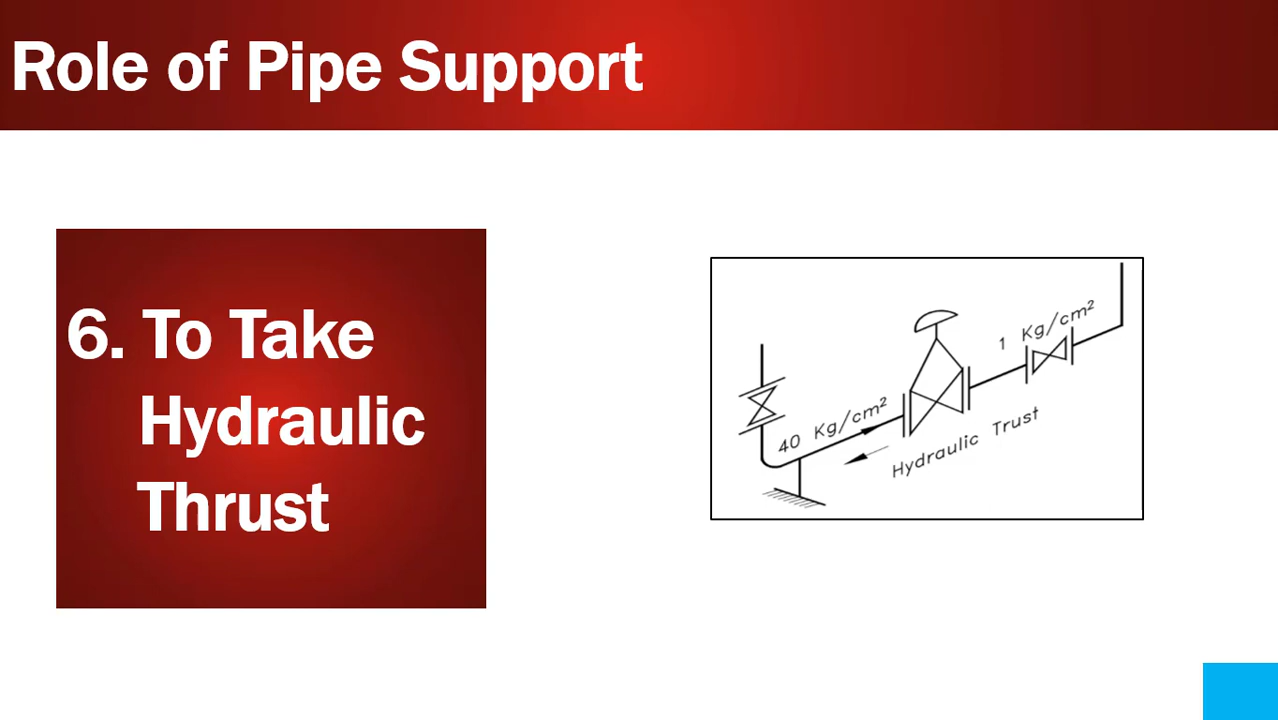 Role of Pipe Support
6. To Take
Hydraulic
Thrust
40 Kg/cm²
1 Kg/cm²
Hydraulic Trust